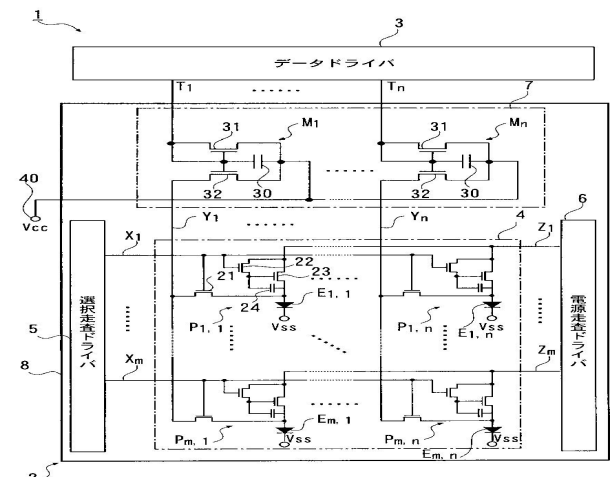 1
3
データドライバ
T1
......
Tn
7
31
M1
31
Mn
40
32
30
......
32
30
Vcc
Y1
......
Yn
4
6
X1
Z1
22
23
......
21
24
E1,1
P1,1
Vss
P1,n
E1,n
Vss
選択走査ドライバ
5
電源走査ドライバ
8
Xm
Zm
......
Em,1
Pm,1
Vss
Pm,n
Em,n
Vss
2